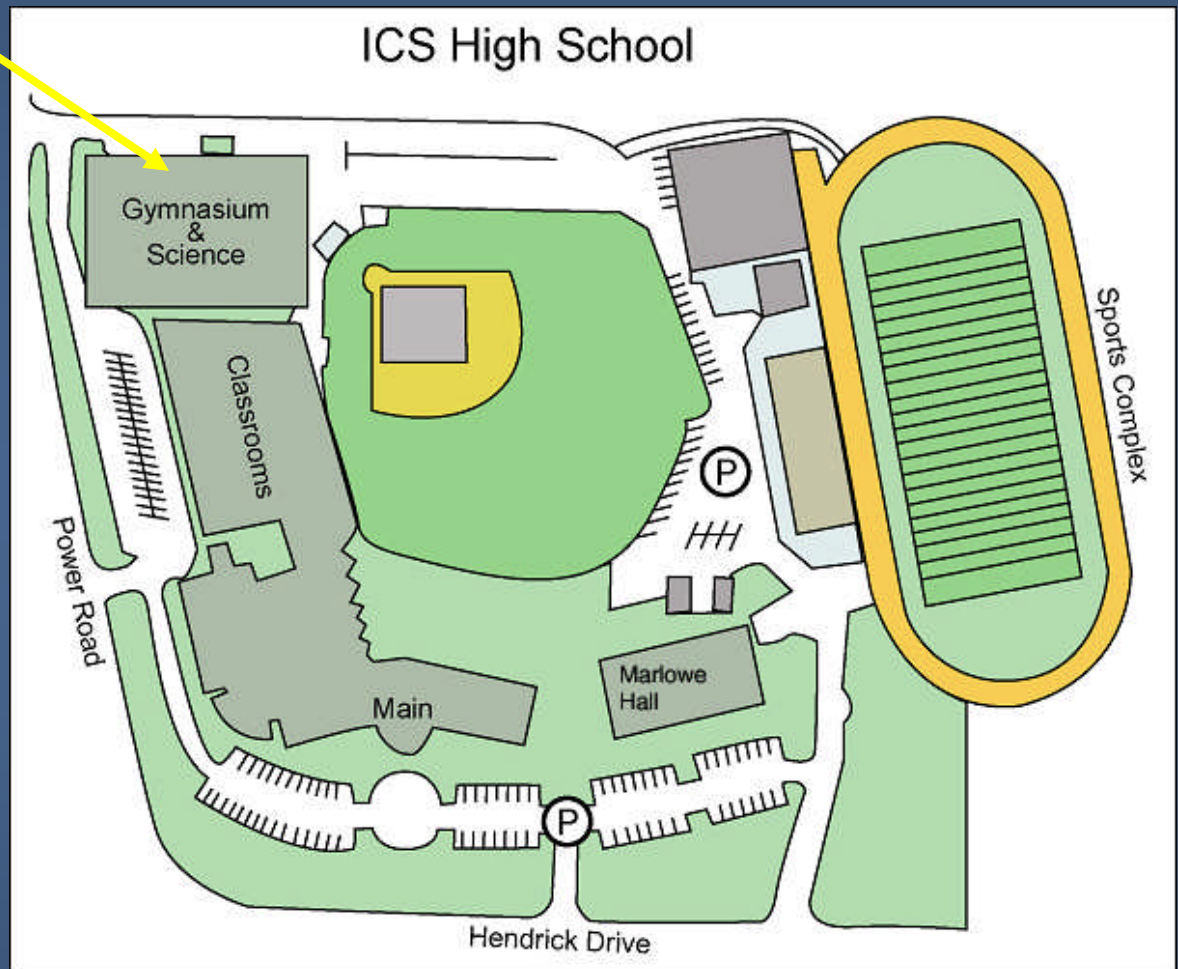 ICS High School
Gymnasium
&
Science
Classrooms
Sports Complex
P
Power Road
Marlowe
Hall
Main
P
Hendrick Drive